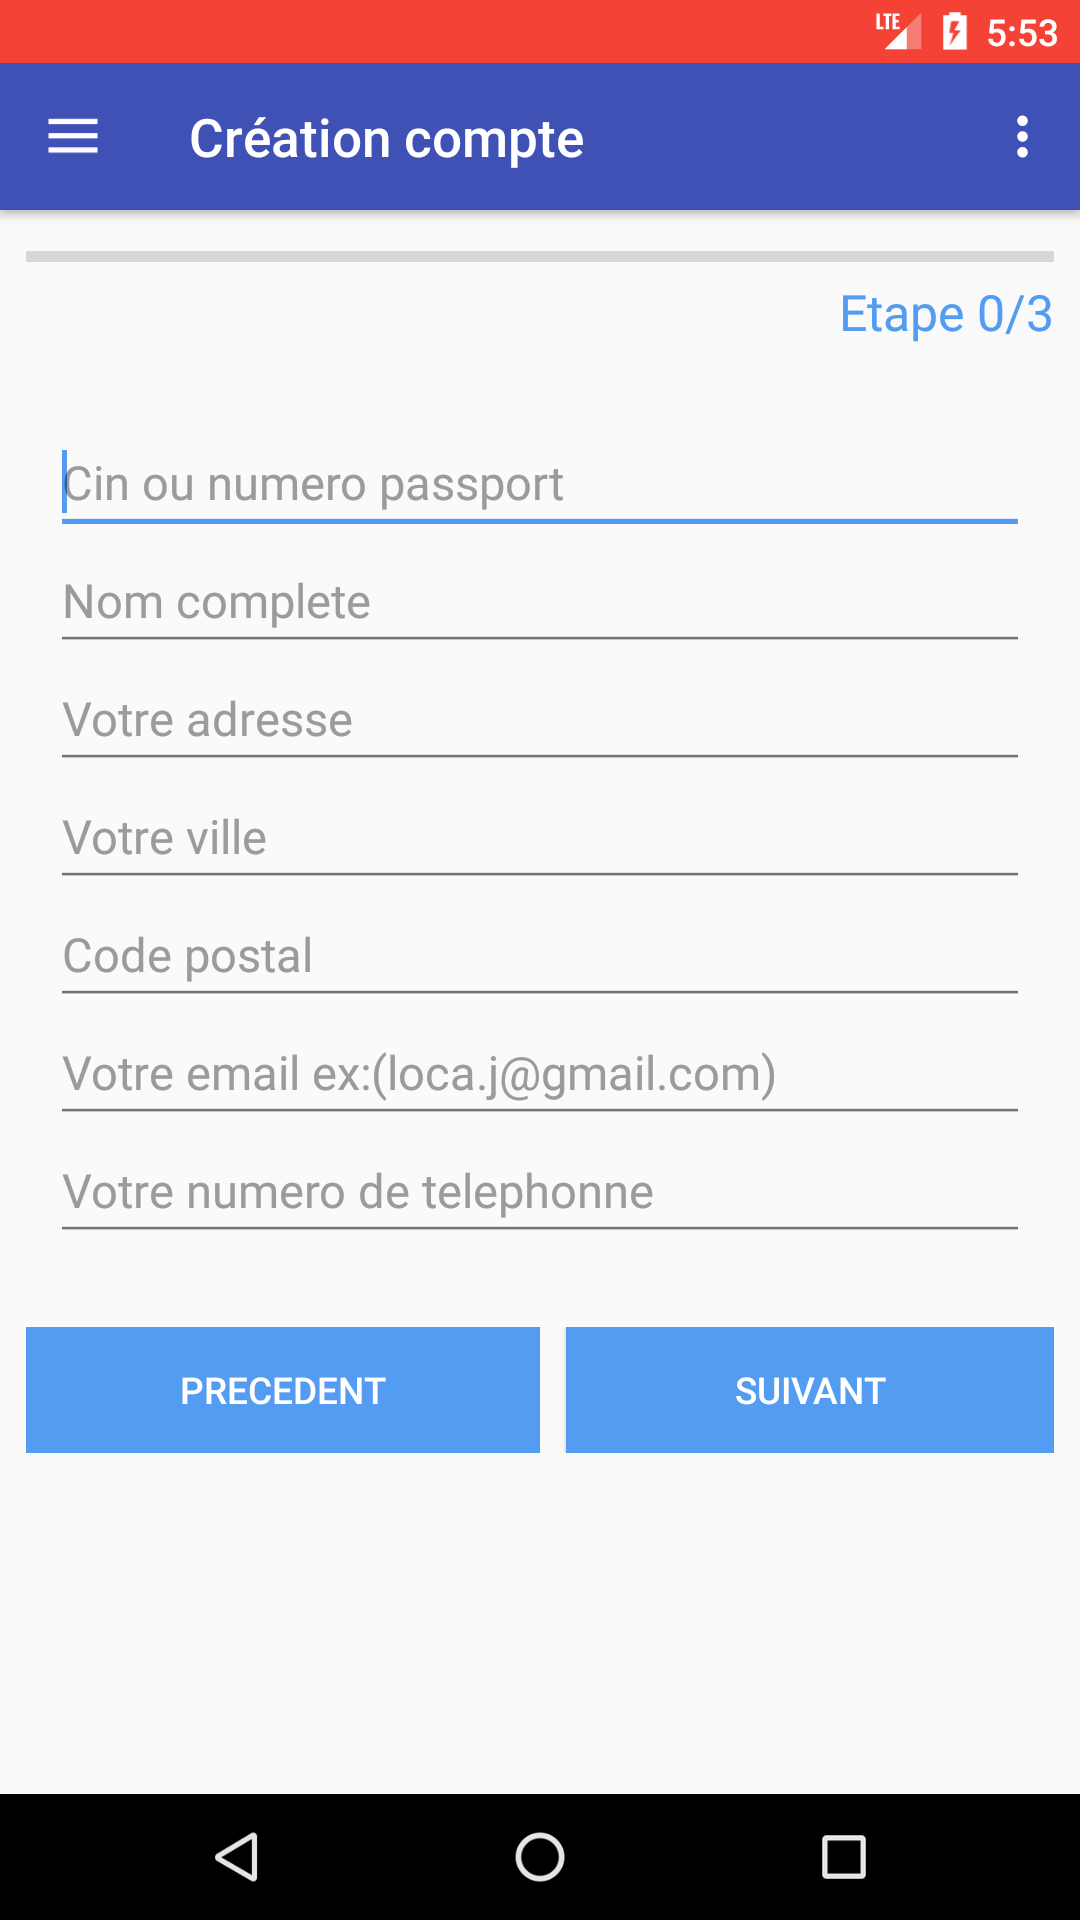 LTE 5:53
Création compte
Etape 0/3
Cin ou numero passport
Nom complete
Votre adresse
Votre ville
Code postal
Votre email ex:(loca.j@gmail.com)
Votre numero de telephonne
PRECEDENT SUIVANT